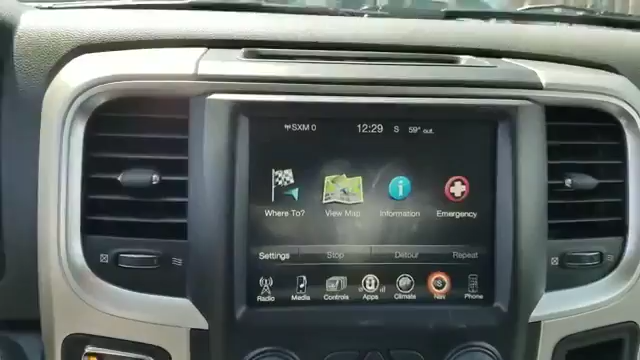 SXM 0 12:29 S 59° out.
Where To? View Map Information Emergency
Settings Stop Detour Repeat
Radio Media Controls Apps Climate Nav Phone